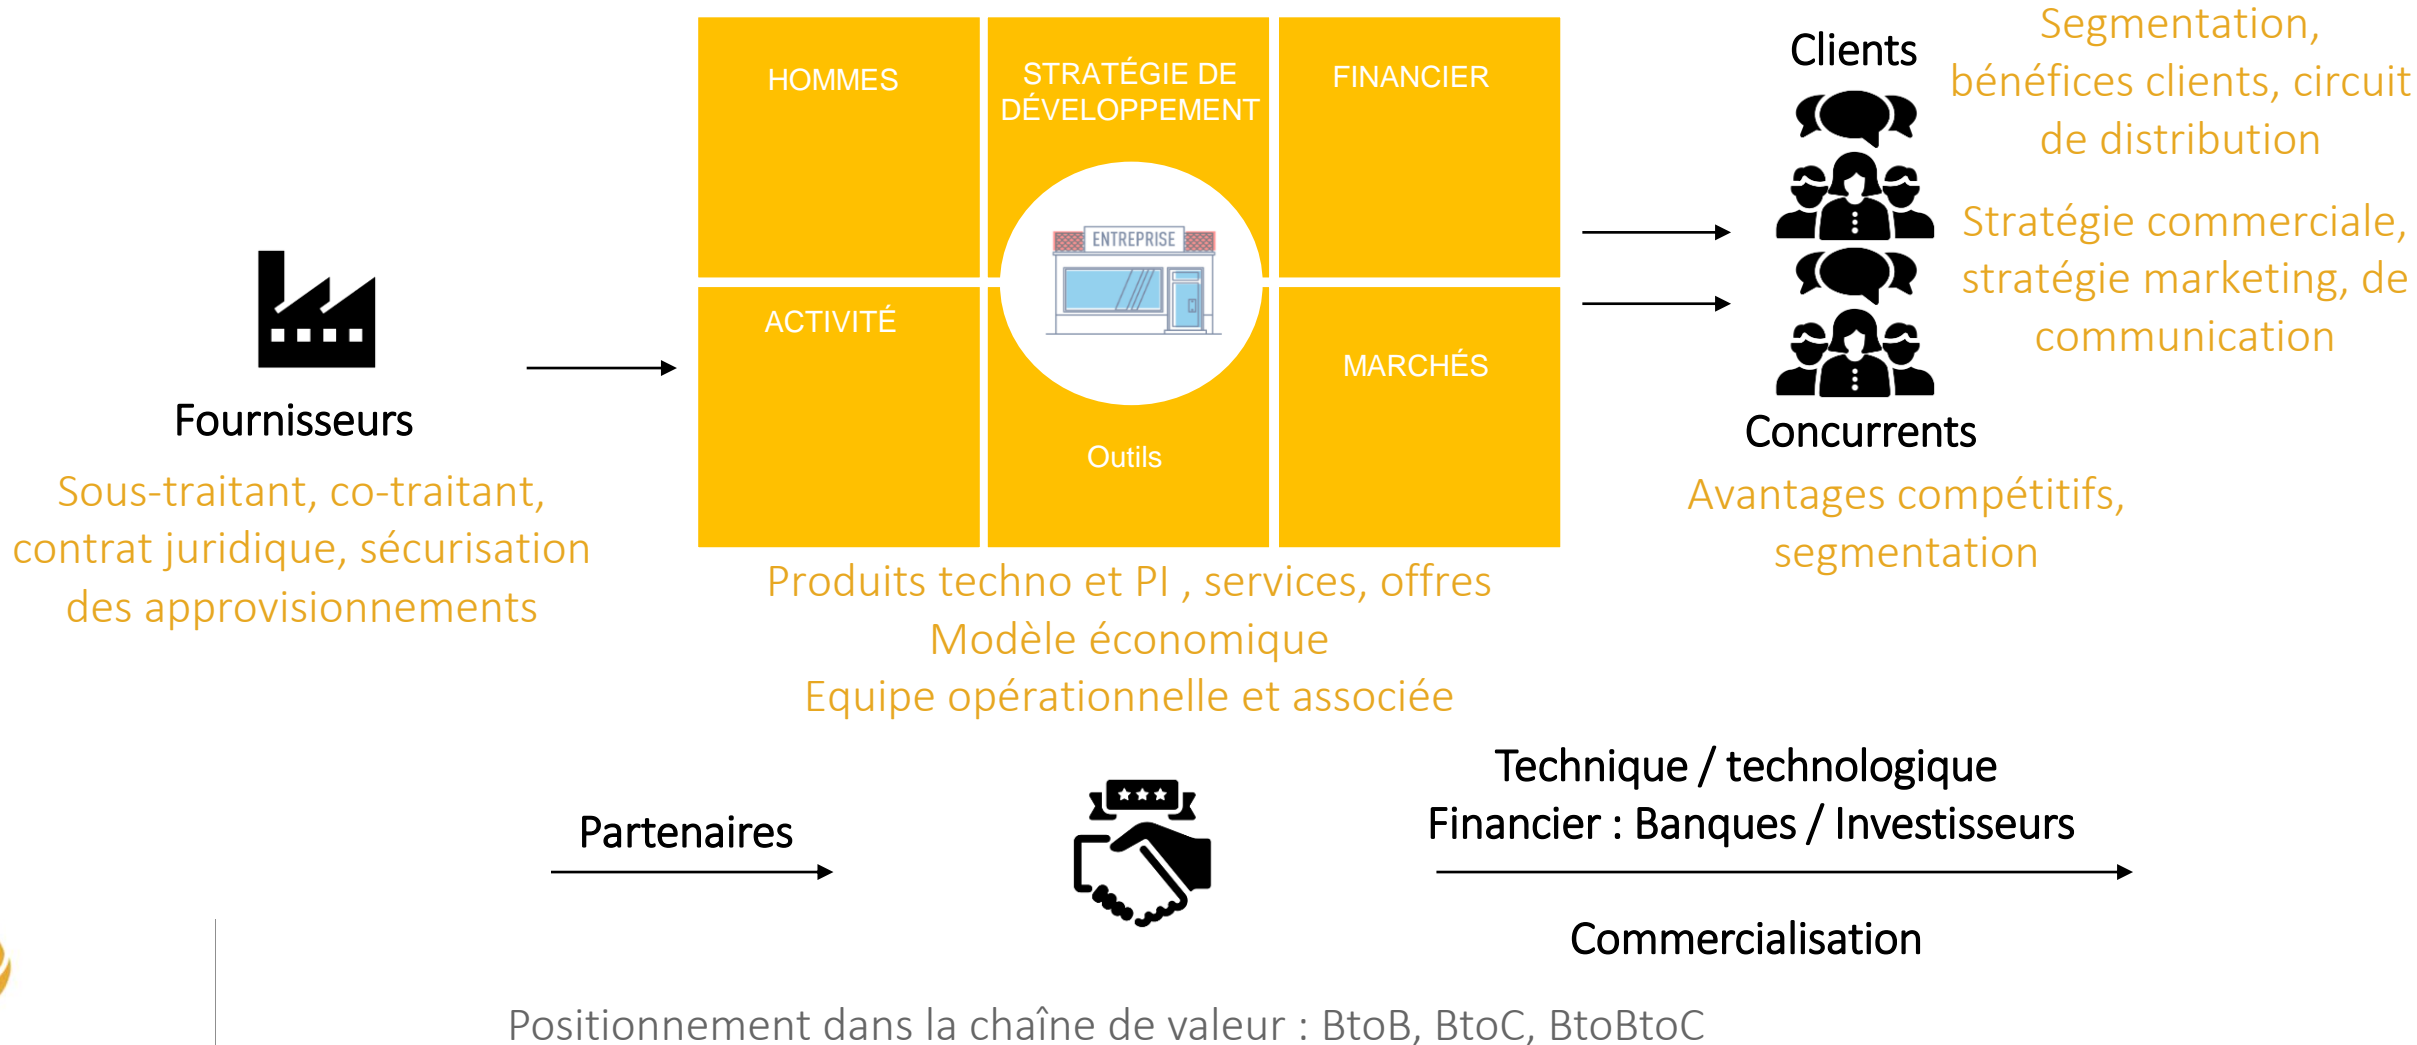 HOMMES
STRATÉGIE DE
DÉVELOPPEMENT
FINANCIER
ENTREPRISE
ACTIVITÉ
MARCHÉS
Outils
Clients
Segmentation,
bénéfices clients, circuit
de distribution
Stratégie commerciale,
stratégie marketing, de
communication
Concurrents
Avantages compétitifs,
segmentation
Fournisseurs
Sous-traitant, co-traitant,
contrat juridique, sécurisation
des approvisionnements
Produits techno et PI , services, offres
Modèle économique
Equipe opérationnelle et associée
Partenaires
Technique / technologique
Financier : Banques / Investisseurs
Commercialisation
Positionnement dans la chaîne de valeur : BtoB, BtoC, BtoBtoC